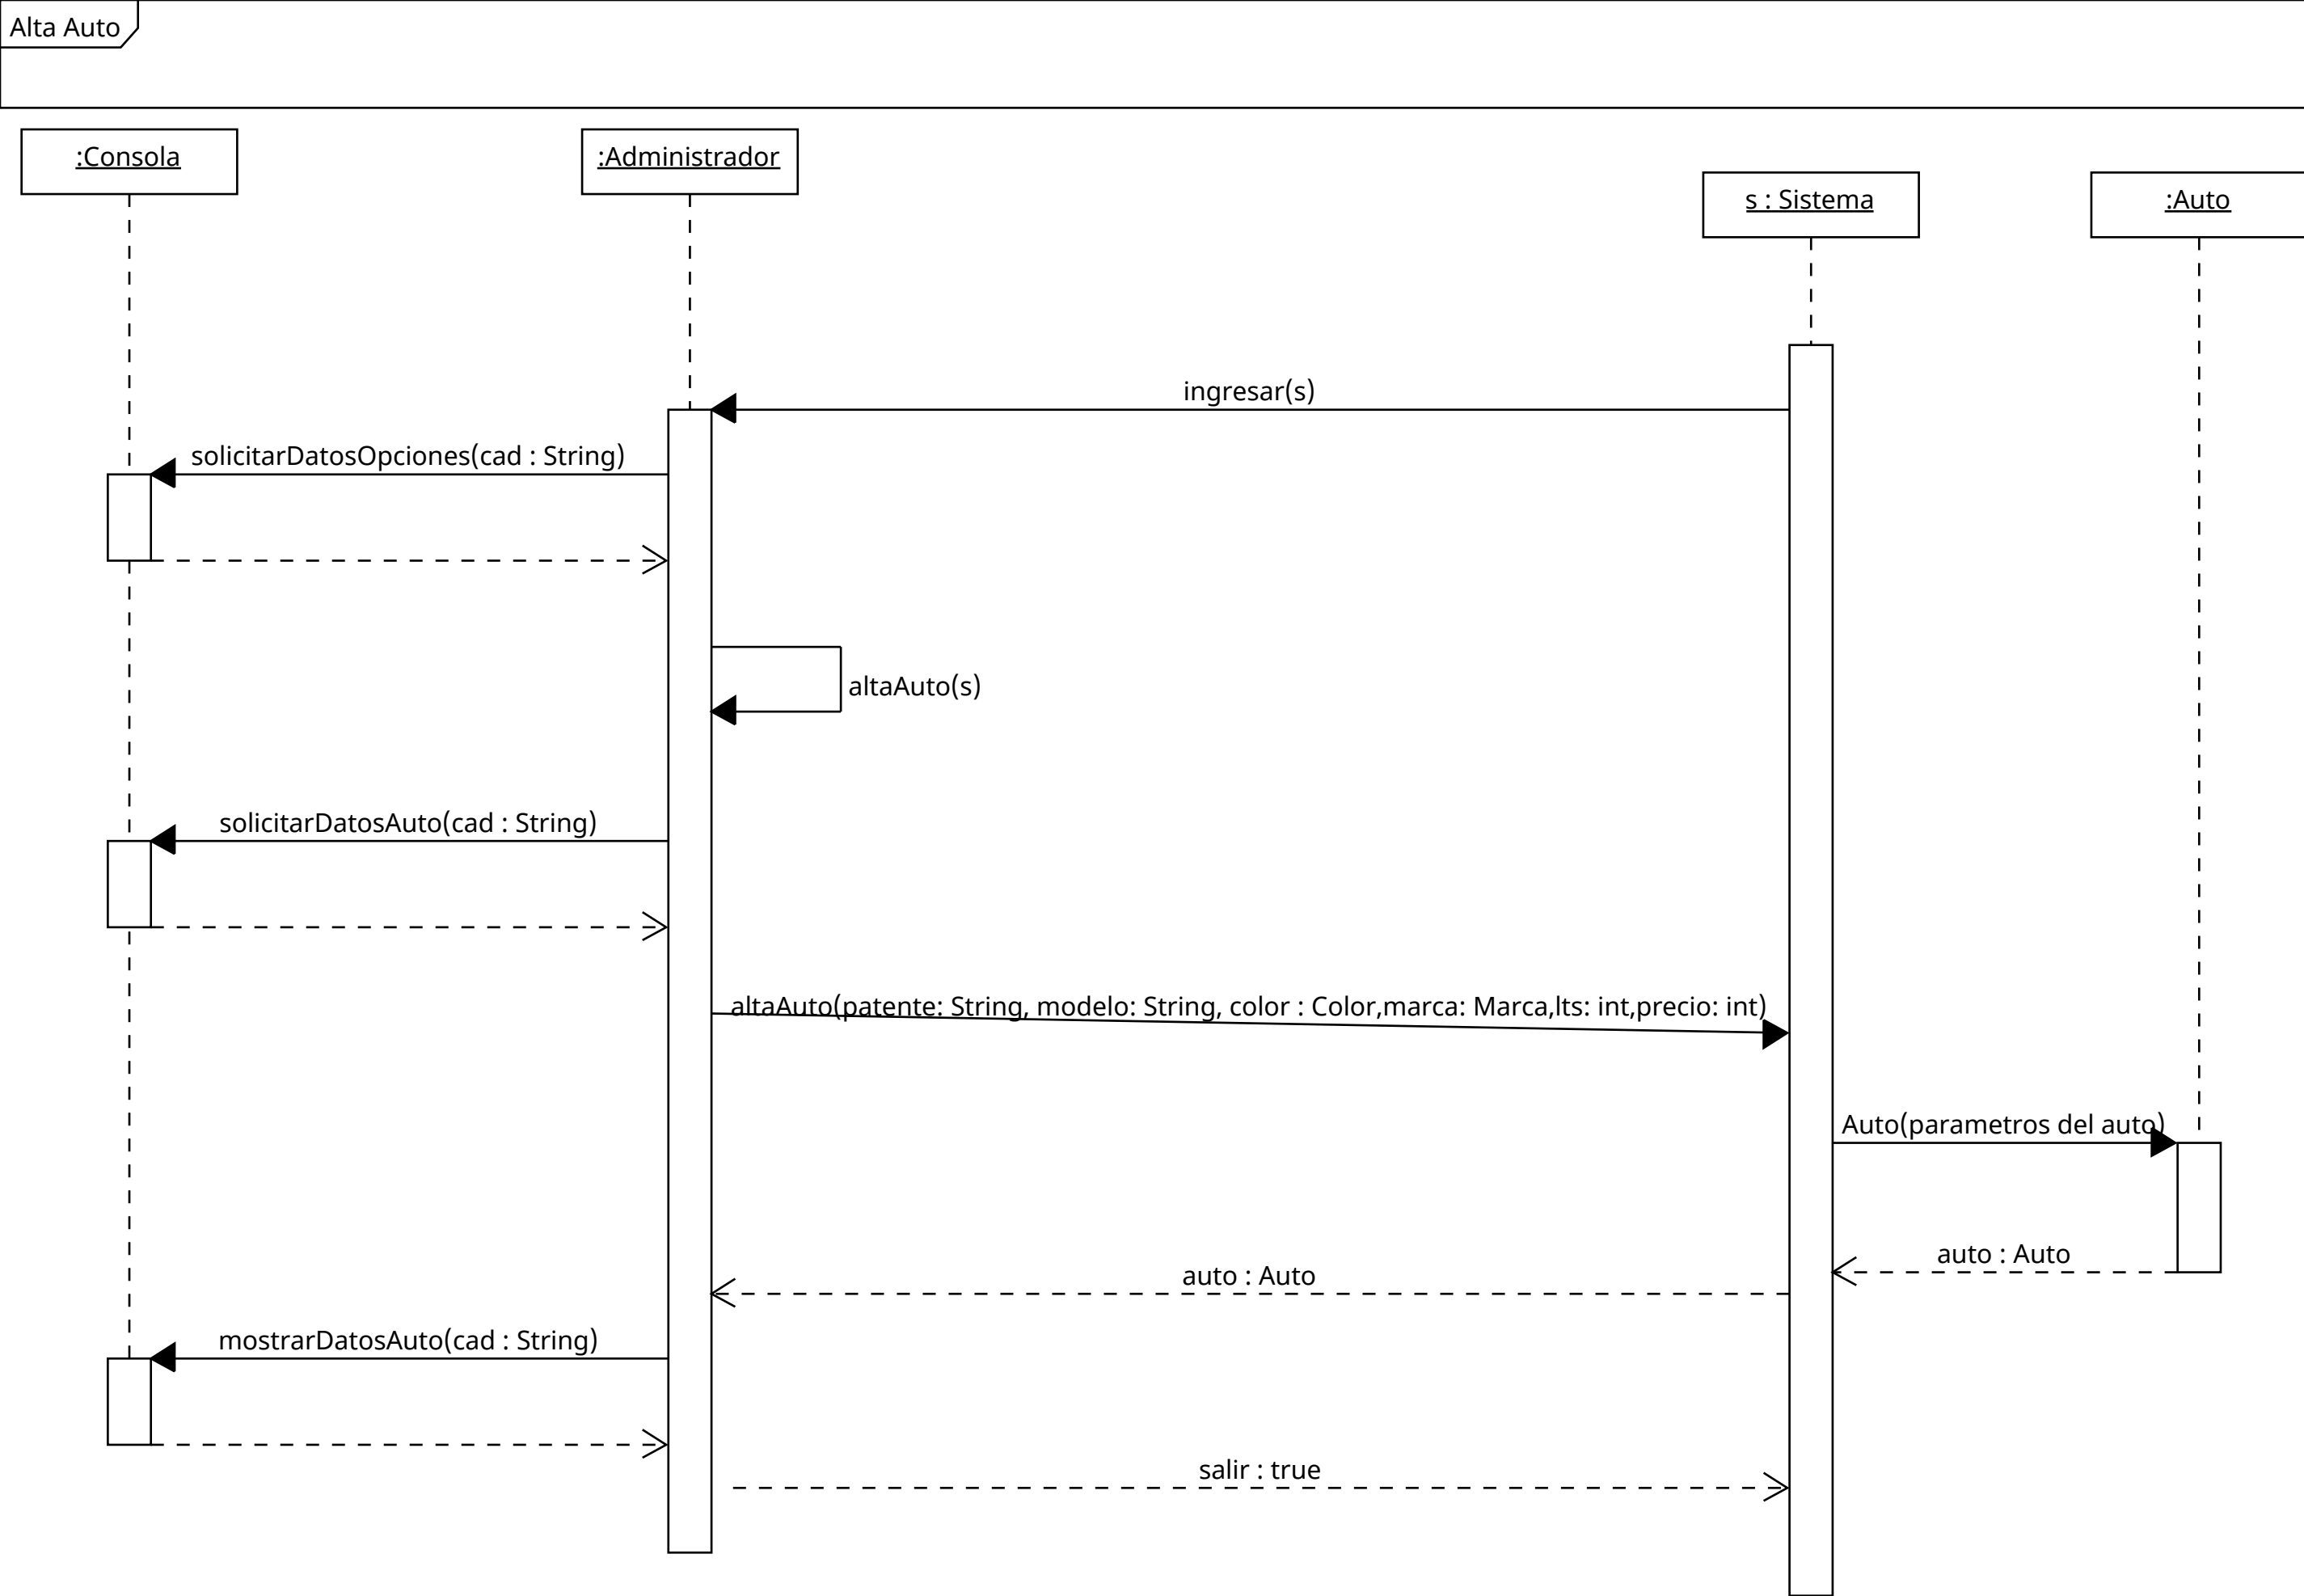 Alta Auto
:Consola
:Administrador
s : Sistema
:Auto
ingresar(s)
solicitarDatosOpciones(cad : String)
altaAuto(s)
solicitarDatosAuto(cad : String)
altaAuto(patente: String, modelo: String, color : Color,marca: Marca,lts: int,precio: int)
Auto(parametros del auto)
auto : Auto
auto : Auto
mostrarDatosAuto(cad : String)
salir : true